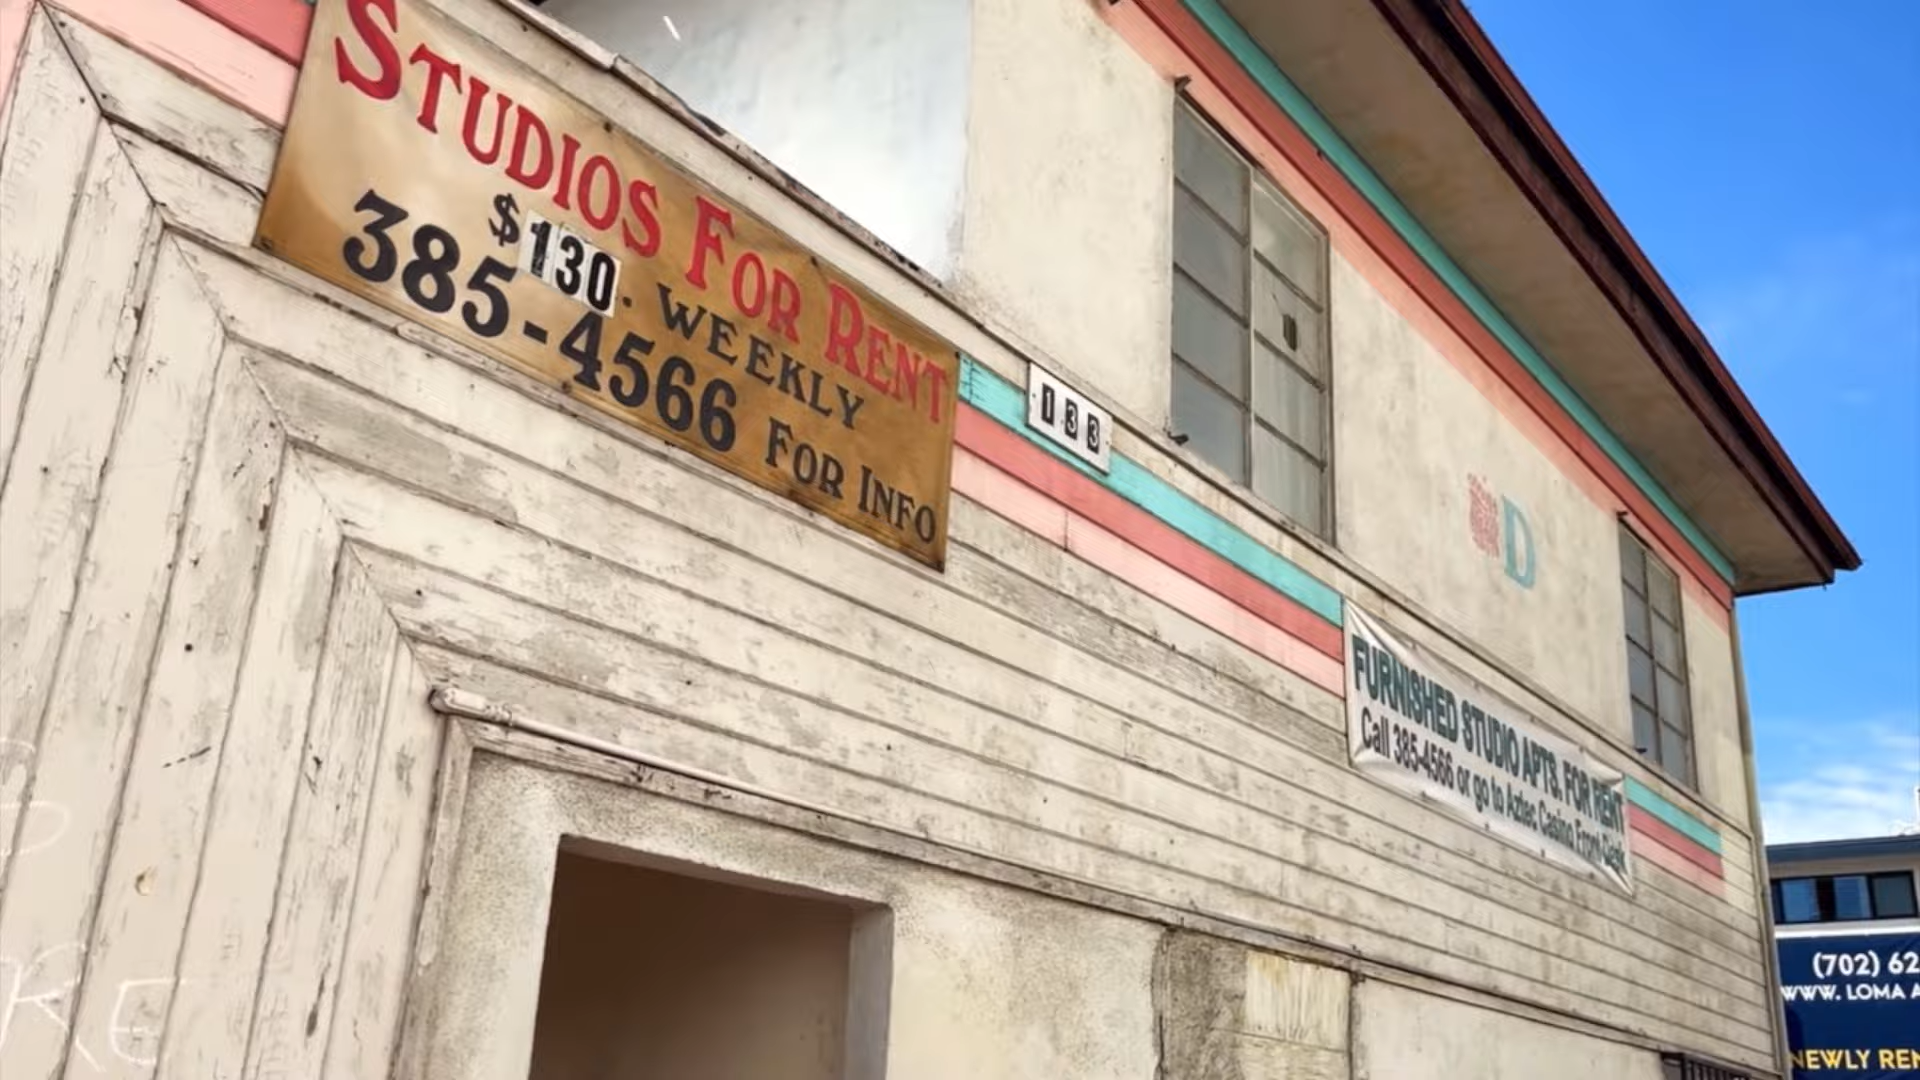 STUDIOS FOR RENT
$130. WEEKLY
385-4566 FOR INFO
133
D
FURNISHED STUDIO APTS. FOR RENT
Call 385-4566 or go to Aztec Casino Front Desk
(702) 62
WWW. LOMA A
NEWLY REN
RE